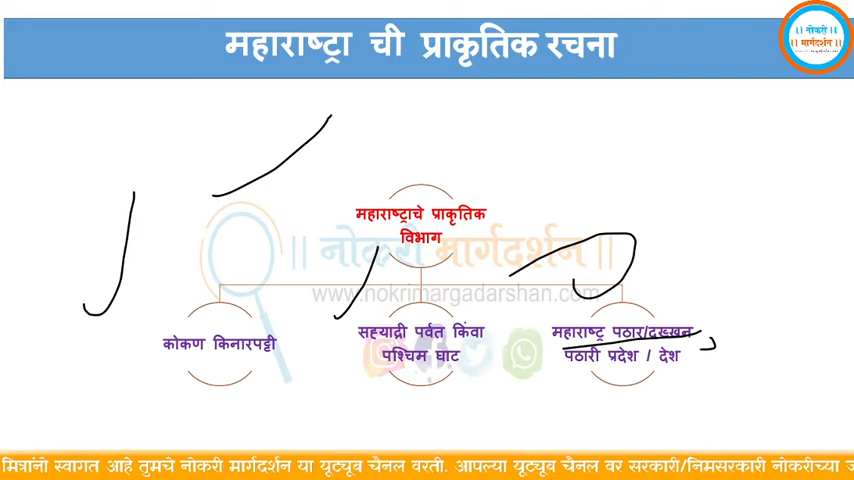 महाराष्ट्रा ची प्राकृतिक रचना
|| नोकरी
मार्गदर्शन ||
महाराष्ट्राचे प्राकृतिक
विभाग
|| नोकरी मार्गदर्शन ||
www.nokrimargadarshan.com
कोकण किनारपट्टी
सह्याद्री पर्वत किंवा
पश्चिम घाट
महाराष्ट्र पठार/दख्खन
पठारी प्रदेश / देश
मित्रांनो स्वागत आहे तुमचे नोकरी मार्गदर्शन या यूट्यूब चैनल वरती. आपल्या यूट्यूब चैनल वर सरकारी/निमसरकारी नोकरीच्या